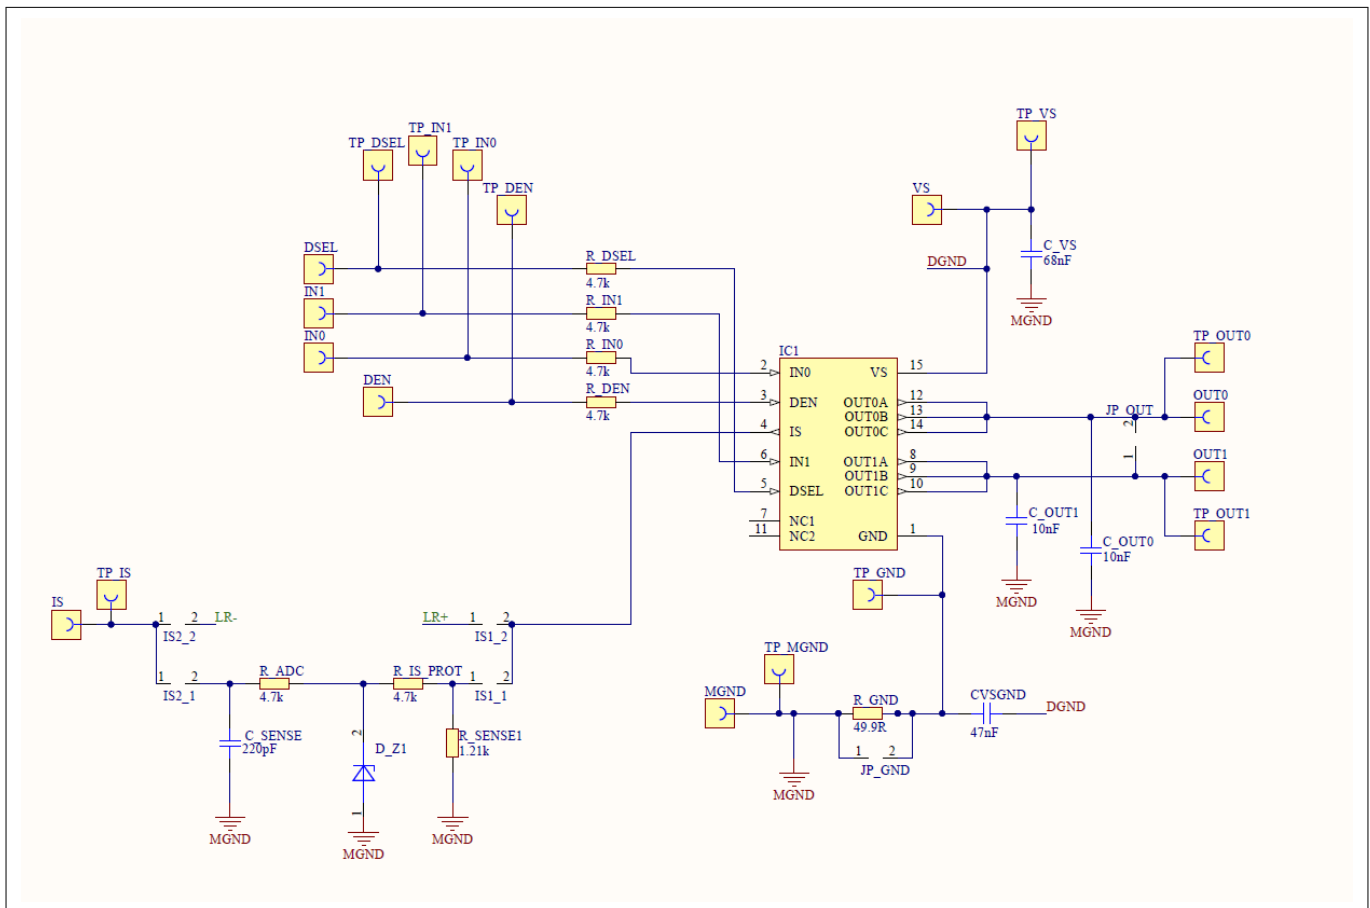 TP_VS
TP_IN1
TP_DSEL
TP_IN0
TP_DEN
VS
DSEL
R_DSEL
C_VS
DGND
68nF
4.7k
IN1
R_IN1
MGND
4.7k
IN0
R_IN0
IC1
TP_OUT0
4.7k
2
IN0
VS
15
DEN
R_DEN
OUT0
4.7k
3
DEN
OUT0A
12
OUT0B
13
JP_OUT
4
IS
OUT0C
14
2
6
IN1
OUT1A
8
1
OUT1
OUT1B
9
5
DSEL
OUT1C
10
7
NC1
C_OUT1
TP_OUT1
10nF
11
NC2
GND
1
C_OUT0
10nF
TP_IS
TP_GND
MGND
IS
1
2
LR-
LR+
1
2
MGND
IS2_2
IS1_2
TP_MGND
R_ADC
R_IS_PROT
1
2
1
2
IS2_1
4.7k
4.7k
IS1_1
MGND
R_GND
CVSGND
DGND
49.9R
47nF
C_SENSE
220pF
2
D_Z1
R_SENSE1
1.21k
1
2
JP_GND
MGND
1
MGND
MGND
MGND